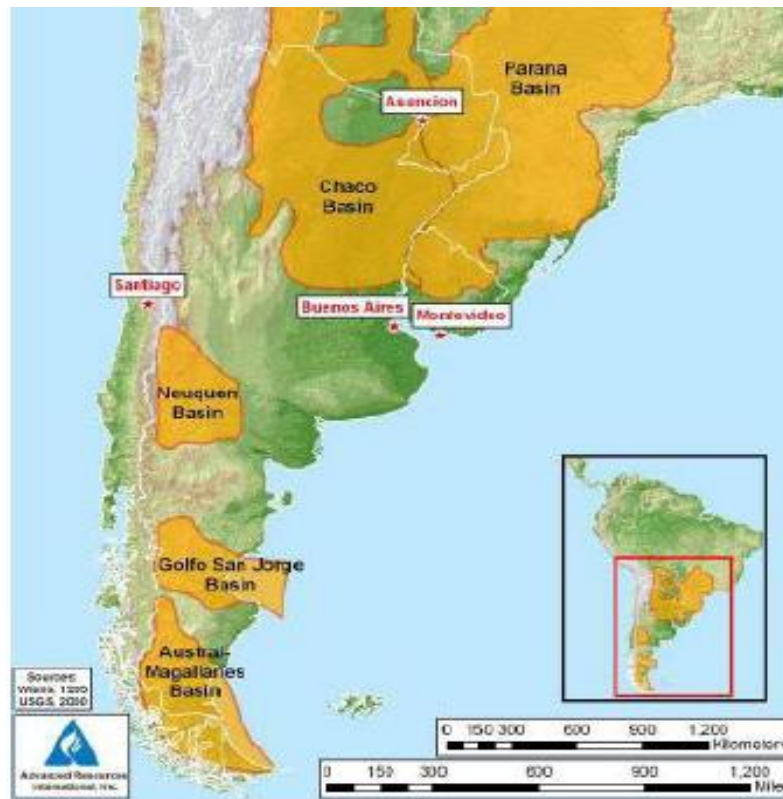 Parana
Basin
Asuncion
Chaco
Basin
Santiago
Buenos Aires
Montevideo
Neuquen
Basin
Golfo San Jorge
Basin
Austral-
Magallanes
Basin
Sources:
USGS, 2000
Advanced Resources
International, Inc.
0 150 300 600 900 1,200
Kilometers
0 150 300 600 900 1,200
Miles